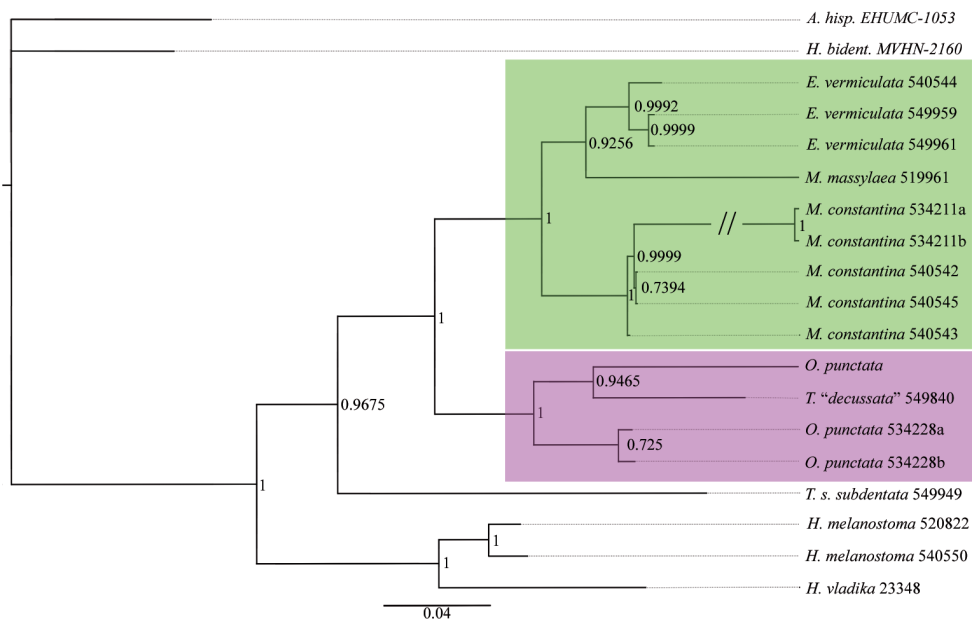 A. hisp. EHUMC-1053
H. bident. MVHN-2160
E. vermiculata 540544
0.9992
E. vermiculata 549959
0.9999
0.9256
E. vermiculata 549961
M. massylaea 519961
M. constantina 534211a
1
1
M. constantina 534211b
0.9999
M. constantina 540542
0.7394
1
M. constantina 540545
1
M. constantina 540543
O. punctata
0.9465
T. “decussata” 549840
0.9675
1
O. punctata 534228a
0.725
O. punctata 534228b
1
T. s. subdentata 549949
H. melanostoma 520822
1
H. melanostoma 540550
1
H. vladika 23348
0.04